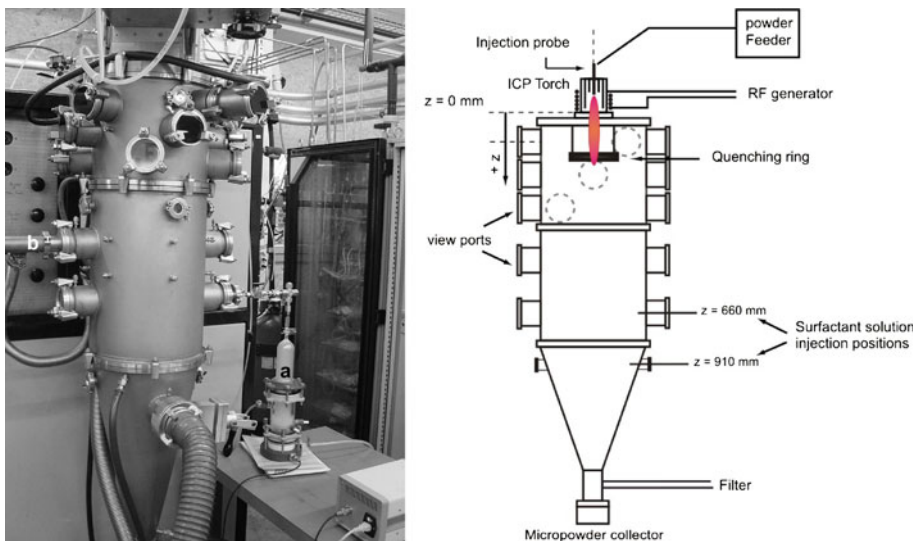 b
a
powder
Feeder
Injection probe
ICP Torch
z = 0 mm
RF generator
+ z
Quenching ring
view ports
z = 660 mm
Surfactant solution
injection positions
z = 910 mm
Filter
Micropowder collector